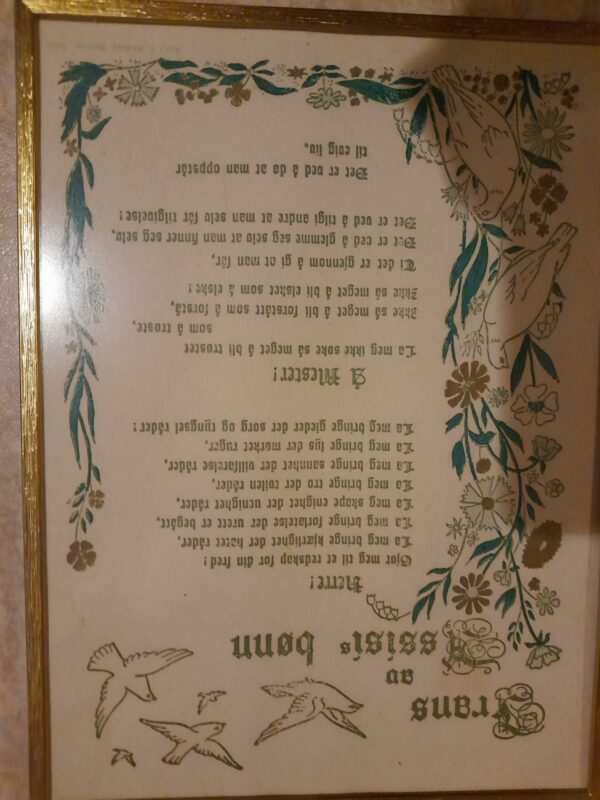 Frans
av
Assisi's bønn
Herre!
Gjør meg til et redskap for din fred!
La meg bringe kjærlighet der hatet råder,
La meg bringe forlatelse der urett er begått,
La meg skape enighet der uenighet råder,
La meg bringe tro der tvilen råder,
La meg bringe sannhet der villfarelse råder,
La meg bringe lys der mørket ruger,
La meg bringe gleder der sorg og tungsel råder!
Å Mester!
La meg ikke søke så meget å bli trøstet
som å trøste,
Ikke så meget å bli forstått som å forstå,
Ikke så meget å bli elsket som å elske!
Ti det er gjennom å gi at man får,
Det er ved å glemme seg selv at man finner seg selv,
Det er ved å tilgi andre at man selv får tilgivelse!
Det er ved å dø at man oppstår
til evig liv.